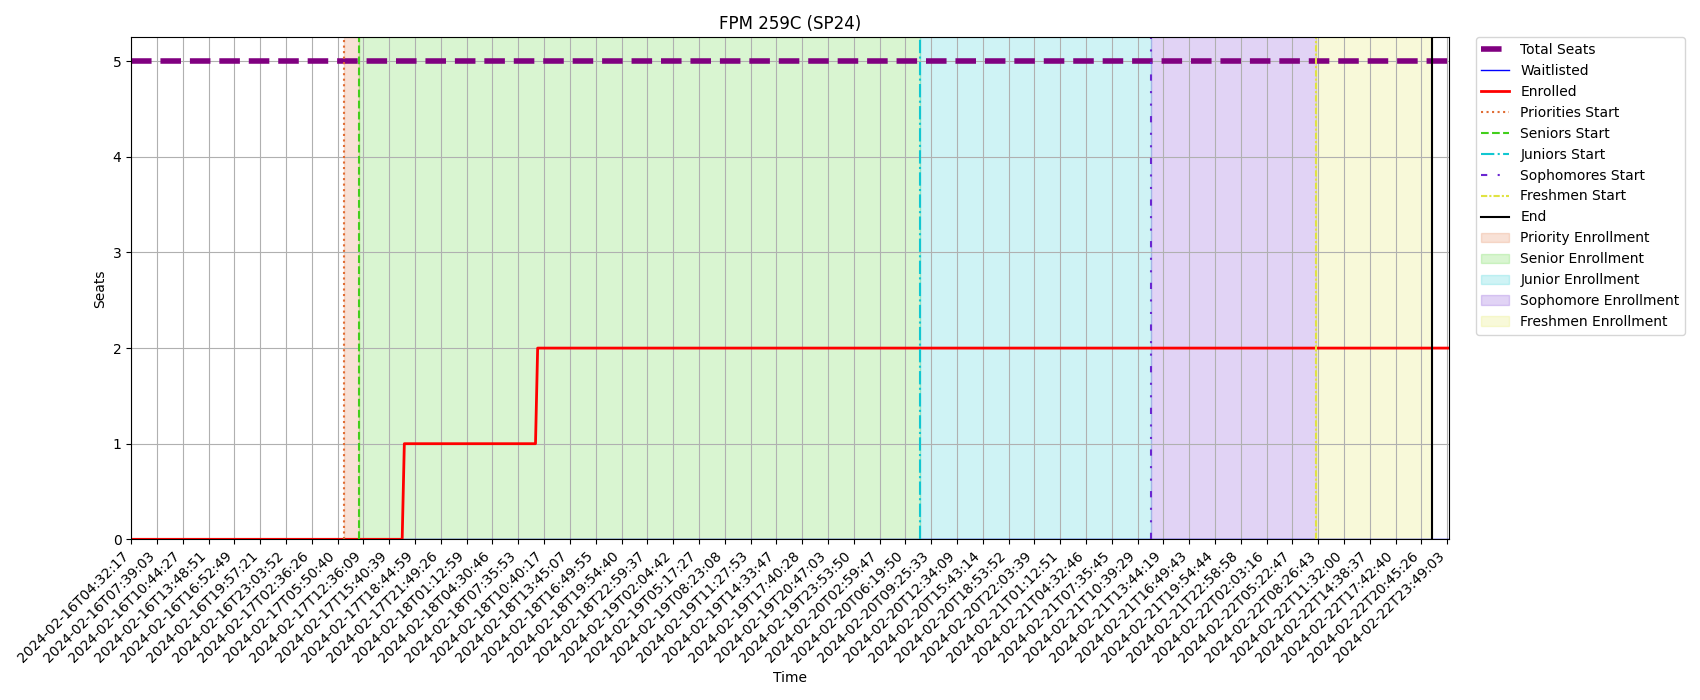 FPM 259C (SP24)
Seats
5
4
3
2
1
0
2024-02-16T04:32:17
2024-02-16T07:39:03
2024-02-16T10:44:27
2024-02-16T13:48:51
2024-02-16T16:52:49
2024-02-16T19:57:21
2024-02-16T23:03:52
2024-02-17T02:36:26
2024-02-17T05:50:40
2024-02-17T12:36:09
2024-02-17T15:40:39
2024-02-17T18:44:59
2024-02-17T21:49:26
2024-02-18T01:12:59
2024-02-18T04:30:46
2024-02-18T07:35:53
2024-02-18T10:40:17
2024-02-18T13:45:07
2024-02-18T16:49:55
2024-02-18T19:54:40
2024-02-18T22:59:37
2024-02-19T02:04:42
2024-02-19T05:17:27
2024-02-19T08:23:08
2024-02-19T11:27:53
2024-02-19T14:33:47
2024-02-19T17:40:28
2024-02-19T20:47:03
2024-02-19T23:53:50
2024-02-20T02:59:47
2024-02-20T06:19:50
2024-02-20T09:25:33
2024-02-20T12:34:09
2024-02-20T15:43:14
2024-02-20T18:53:52
2024-02-20T22:03:39
2024-02-21T01:12:51
2024-02-21T04:32:46
2024-02-21T07:35:45
2024-02-21T10:39:29
2024-02-21T13:44:19
2024-02-21T16:49:43
2024-02-21T19:54:44
2024-02-21T22:58:58
2024-02-22T02:03:16
2024-02-22T05:22:47
2024-02-22T08:26:43
2024-02-22T11:32:00
2024-02-22T14:38:37
2024-02-22T17:42:40
2024-02-22T20:45:26
2024-02-22T23:49:03
Time
Total Seats
Waitlisted
Enrolled
Priorities Start
Seniors Start
Juniors Start
Sophomores Start
Freshmen Start
End
Priority Enrollment
Senior Enrollment
Junior Enrollment
Sophomore Enrollment
Freshmen Enrollment